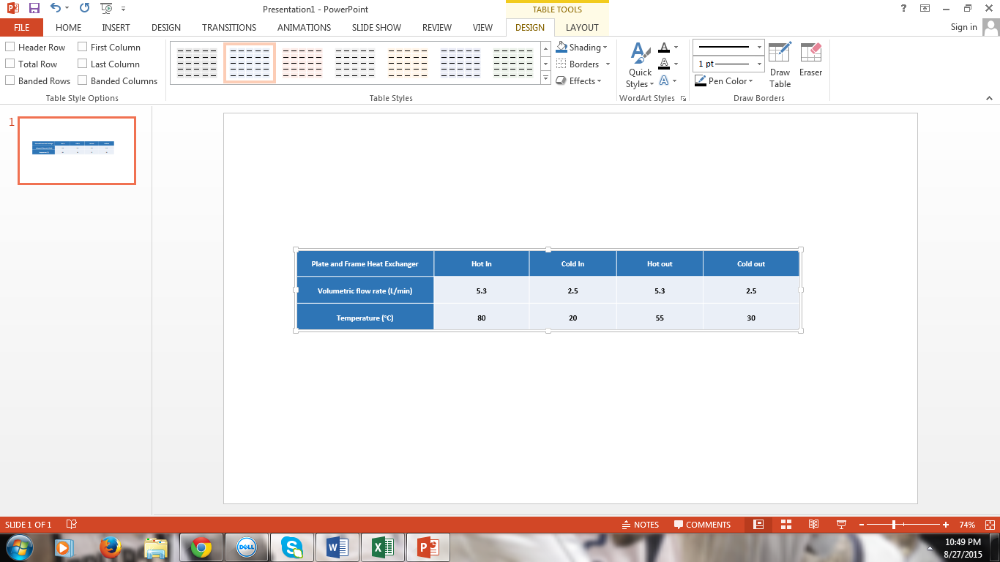 Presentation1 - PowerPoint
TABLE TOOLS
?
FILE HOME INSERT DESIGN TRANSITIONS ANIMATIONS SLIDE SHOW REVIEW VIEW DESIGN LAYOUT Sign in
Header Row First Column
Total Row Last Column
Banded Rows Banded Columns
Table Style Options
Table Styles
Shading
Borders
Effects
Quick
Styles
WordArt Styles
1 pt
Pen Color
Draw
Table
Eraser
Draw Borders
1
Plate and Frame Heat Exchanger Hot In Cold In Hot out Cold out
Volumetric flow rate (L/min) 5.3 2.5 5.3 2.5
Temperature (°C) 80 20 55 30
SLIDE 1 OF 1 NOTES COMMENTS 74%
DELL
10:49 PM
8/27/2015